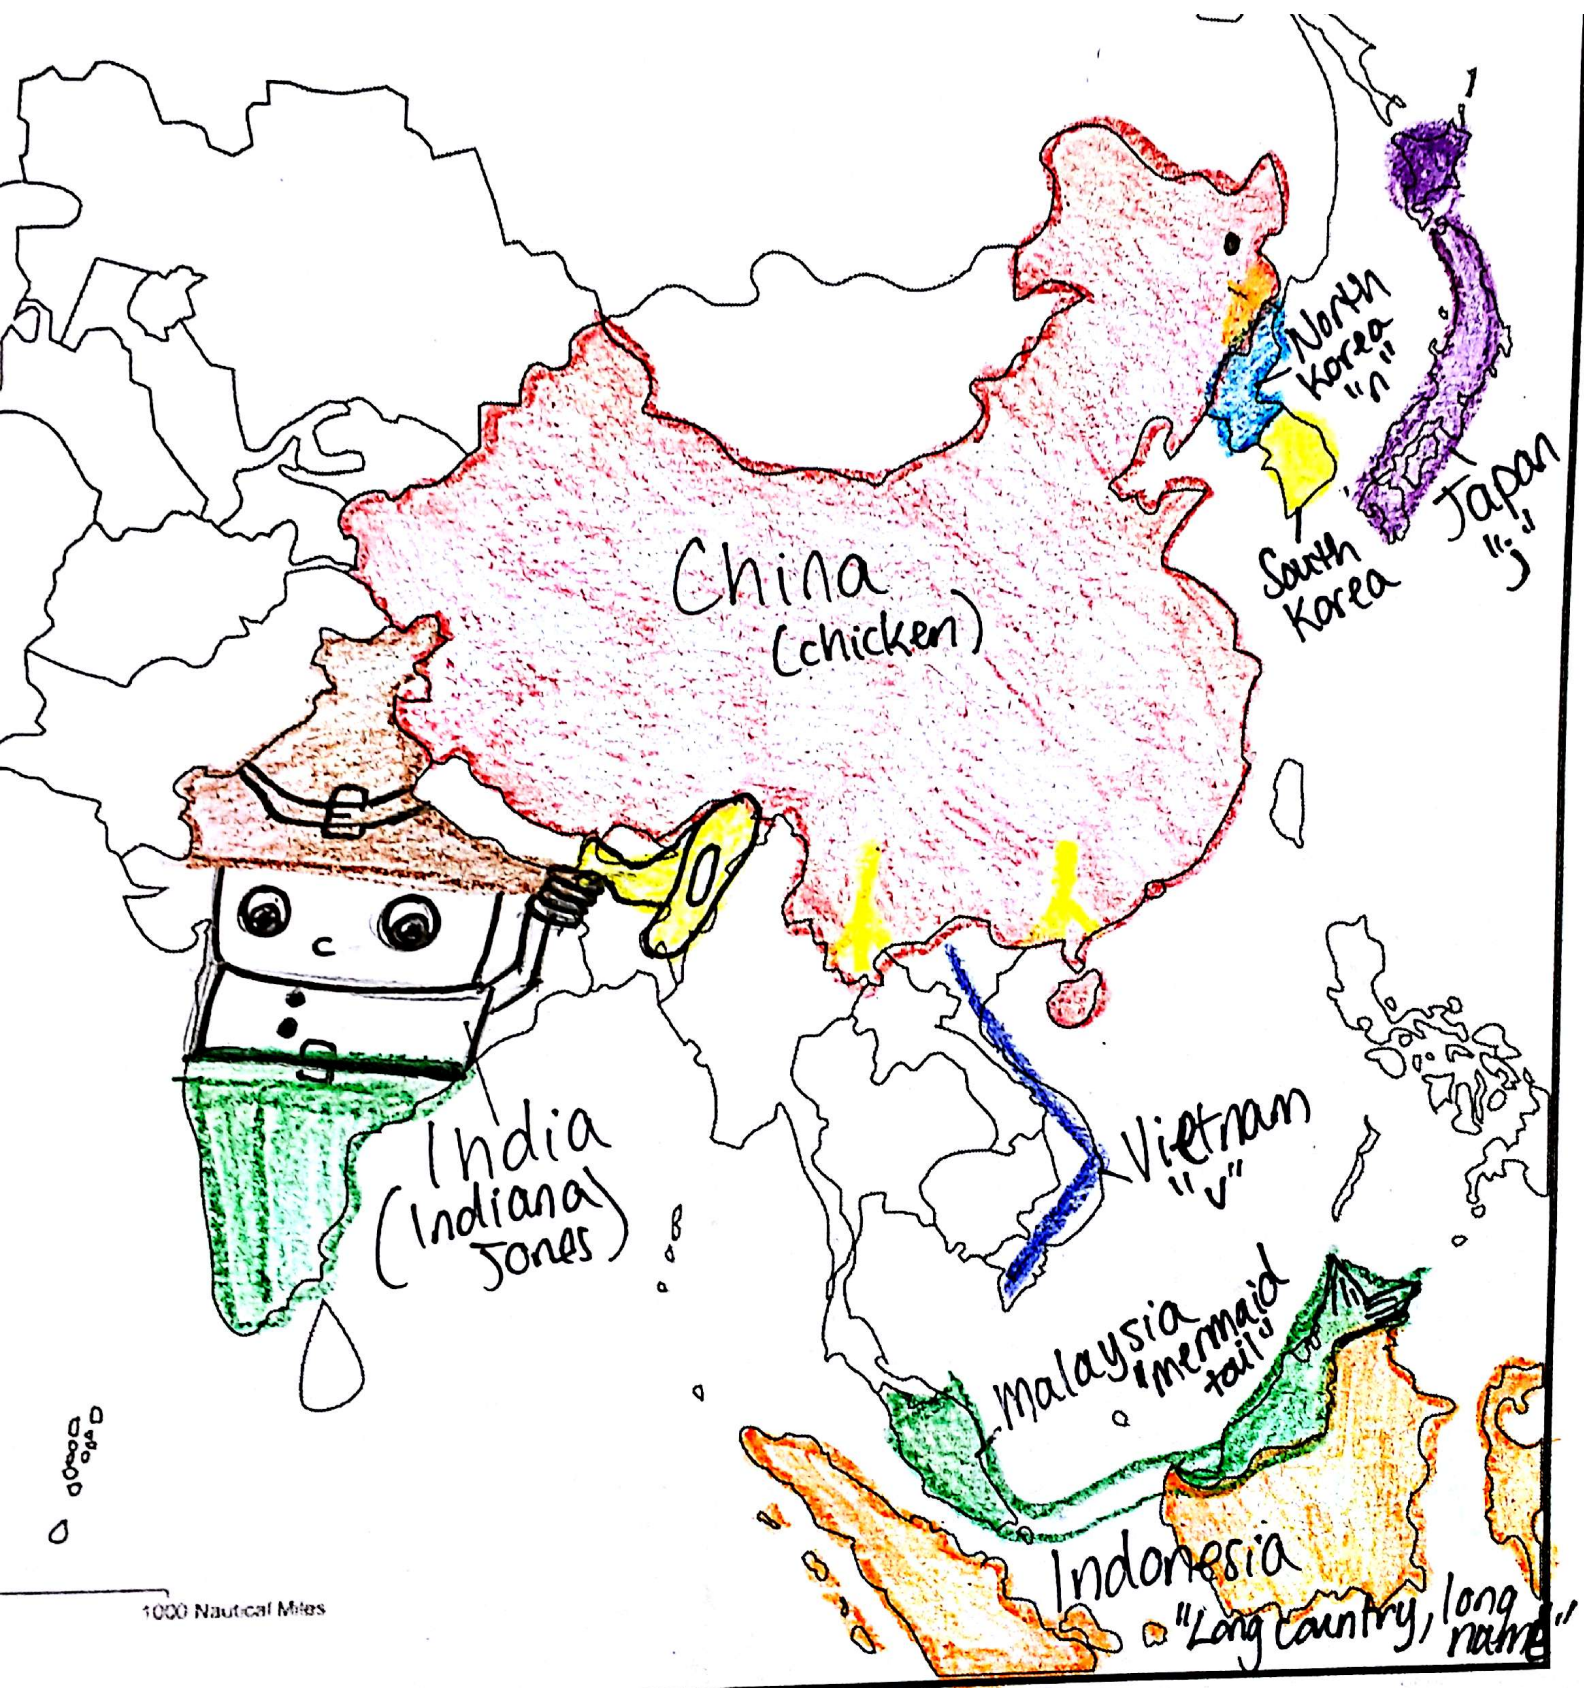 North
Korea
"n"
Japan
"j"
South
Korea
China
(chicken)
India
(Indiana
Jones)
Vietnam
"v"
Malaysia
"mermaid
tail"
Indonesia
"Long country, long
name"
1000 Nautical Miles